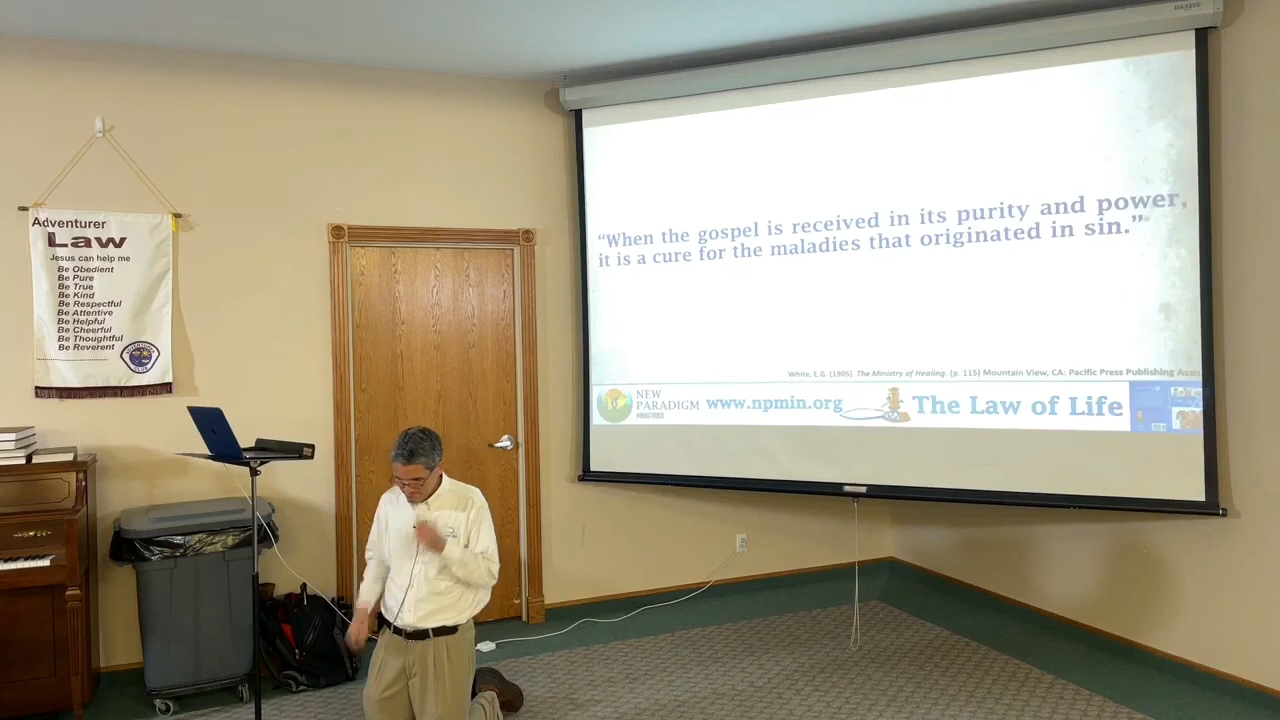 Adventurer
Law
Jesus can help me
Be Obedient
Be Pure
Be True
Be Kind
Be Respectful
Be Attentive
Be Helpful
Be Cheerful
Be Thoughtful
Be Reverent
“When the gospel is received in its purity and power,
it is a cure for the maladies that originated in sin.”
White, E.G. (1905) The Ministry of Healing. (p. 115) Mountain View, CA: Pacific Press Publishing Assn.
NEW
PARADIGM
MINISTRIES
www.npmin.org
The Law of Life